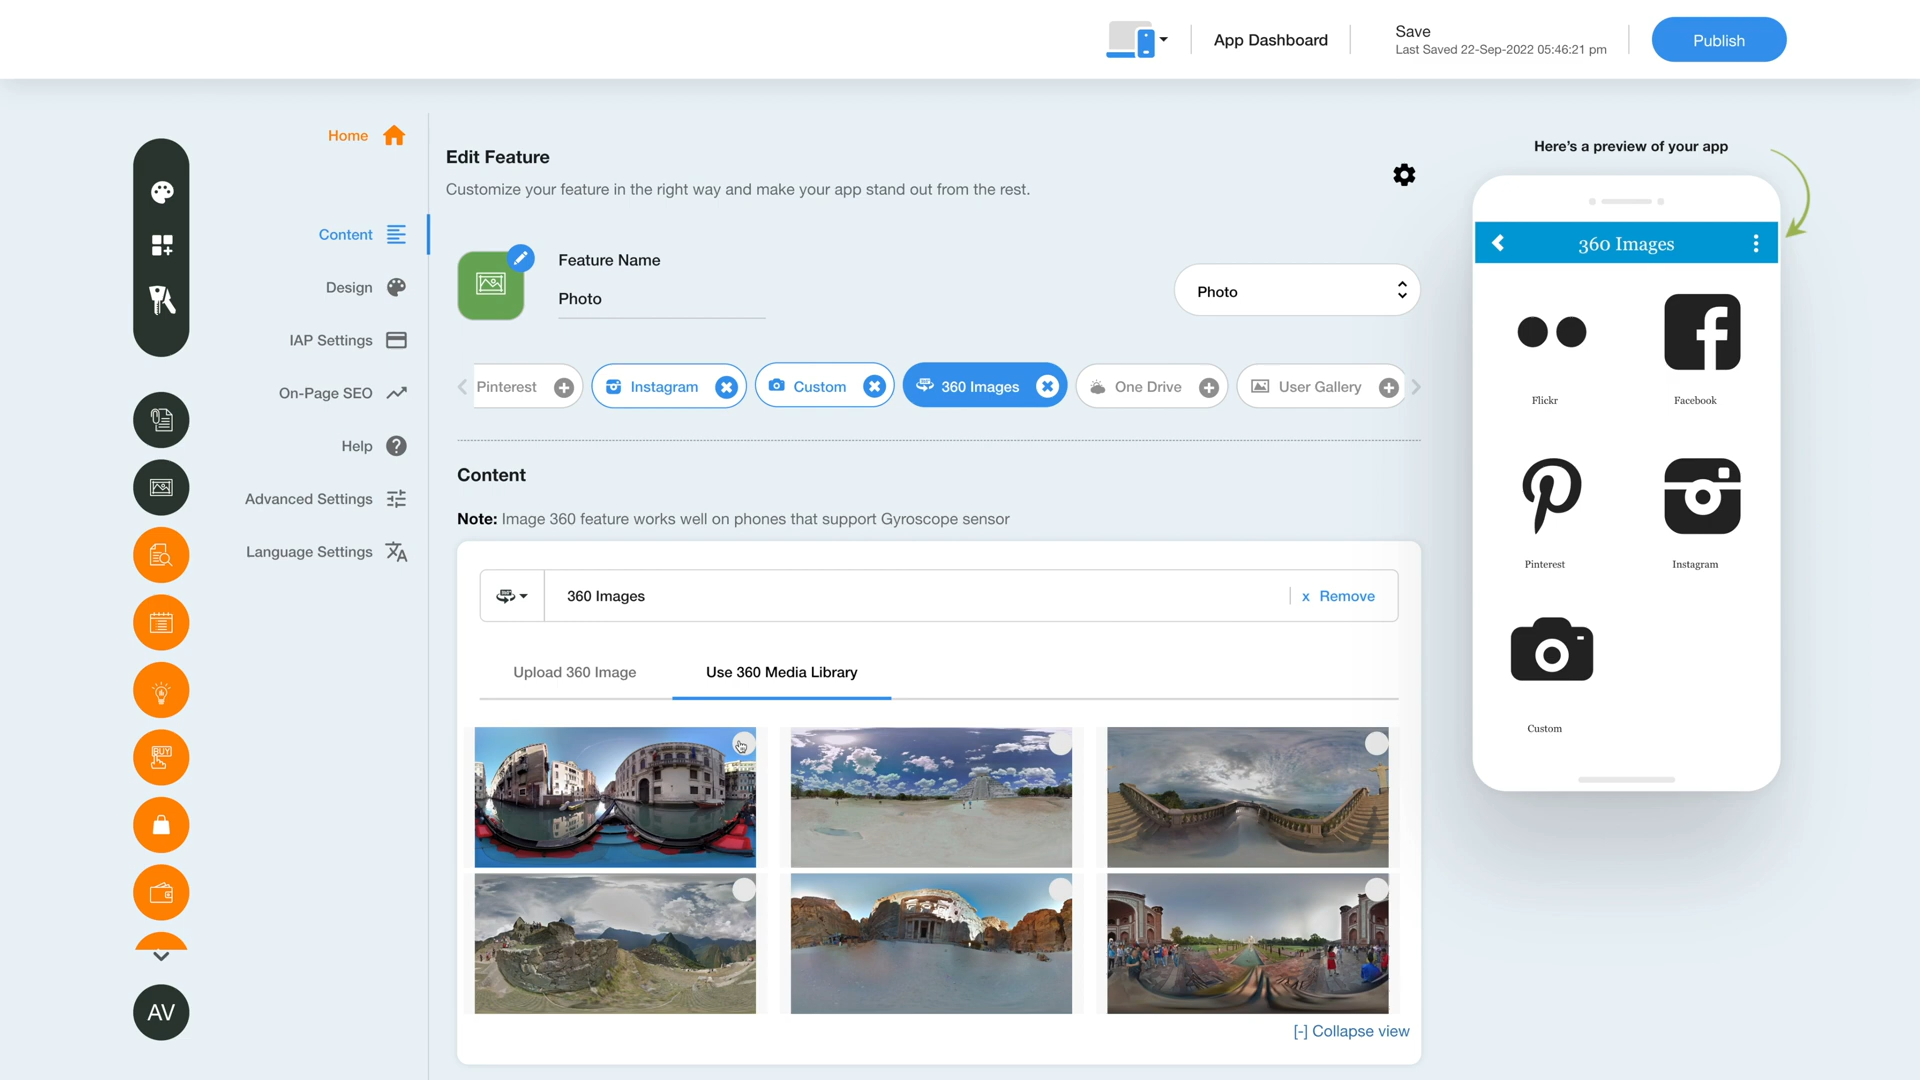 App Dashboard
Save
Last Saved 22-Sep-2022 05:46:21 pm
Publish
Home
Content
Design
IAP Settings
On-Page SEO
Help
Advanced Settings
Language Settings
BUY
AV
Edit Feature
Customize your feature in the right way and make your app stand out from the rest.
Feature Name
Photo
Photo
Pinterest
Instagram
Custom
360 Images
One Drive
User Gallery
Content
Note: Image 360 feature works well on phones that support Gyroscope sensor
360 Images
x Remove
Upload 360 Image
Use 360 Media Library
[-] Collapse view
Here's a preview of your app
360 Images
Flickr
Facebook
Pinterest
Instagram
Custom